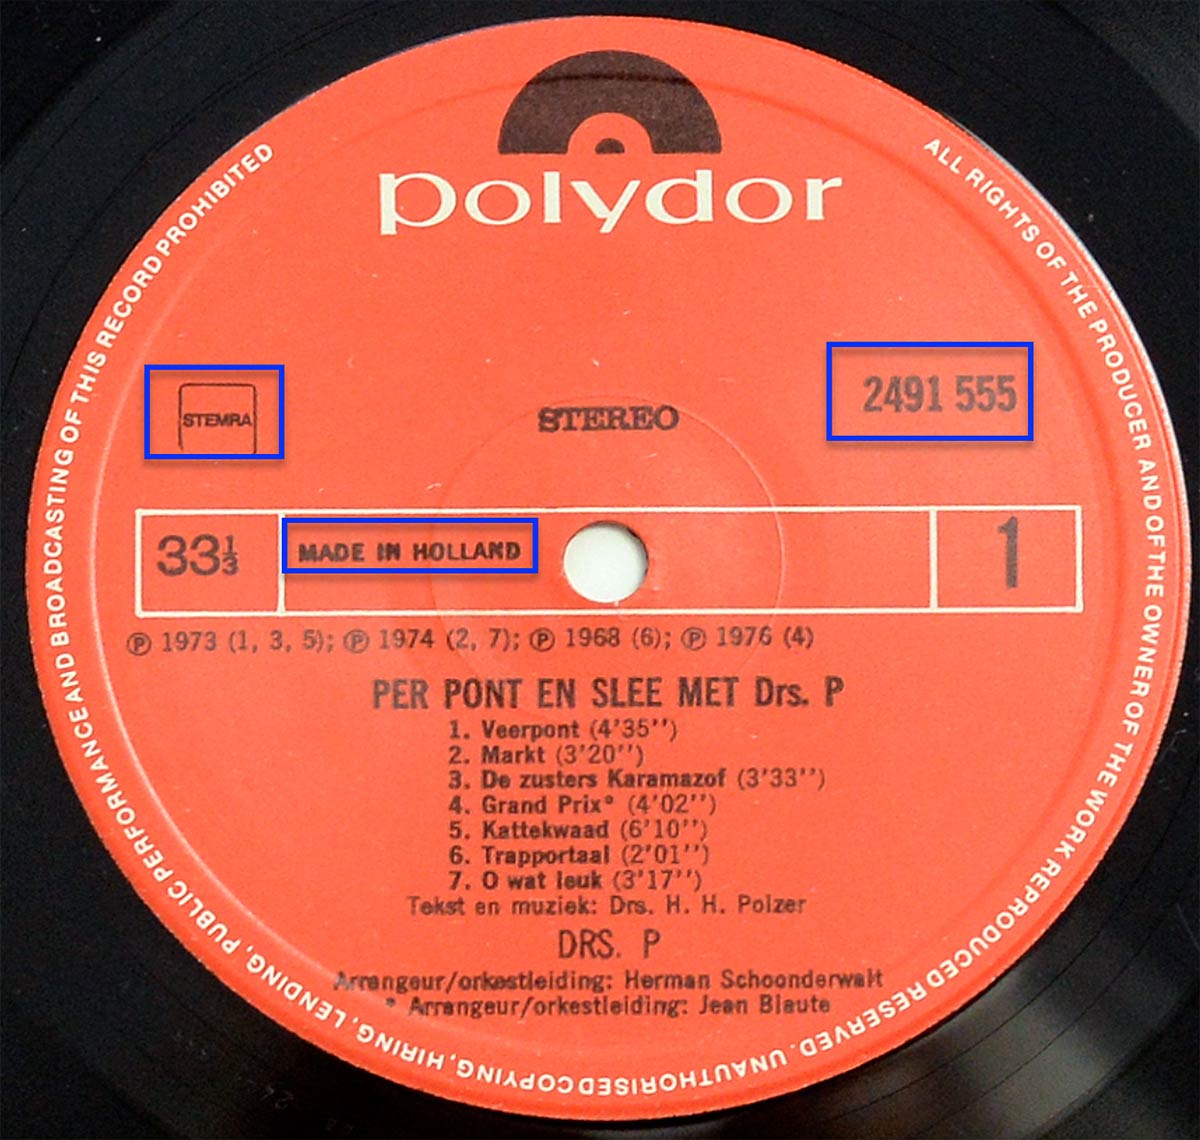 polydor
ALL RIGHTS OF THE PRODUCER AND OF THE OWNER OF THE WORK REPRODUCED RESERVED. UNAUTHORISED COPYING, HIRING, LENDING, PUBLIC PERFORMANCE AND BROADCASTING OF THIS RECORD PROHIBITED
STEMRA
STEREO
2491 555
33⅓
MADE IN HOLLAND
1
Ⓟ 1973 (1, 3, 5); Ⓟ 1974 (2, 7); Ⓟ 1968 (6); Ⓟ 1976 (4)
PER PONT EN SLEE MET Drs. P
1. Veerpont (4'35'')
2. Markt (3'20'')
3. De zusters Karamazof (3'33'')
4. Grand Prix* (4'02'')
5. Kattekwaad (6'10'')
6. Trapportaal (2'01'')
7. O wat leuk (3'17'')
Tekst en muziek: Drs. H. H. Polzer
DRS. P
Arrangeur/orkestleiding: Herman Schoonderwalt
* Arrangeur/orkestleiding: Jean Blaute